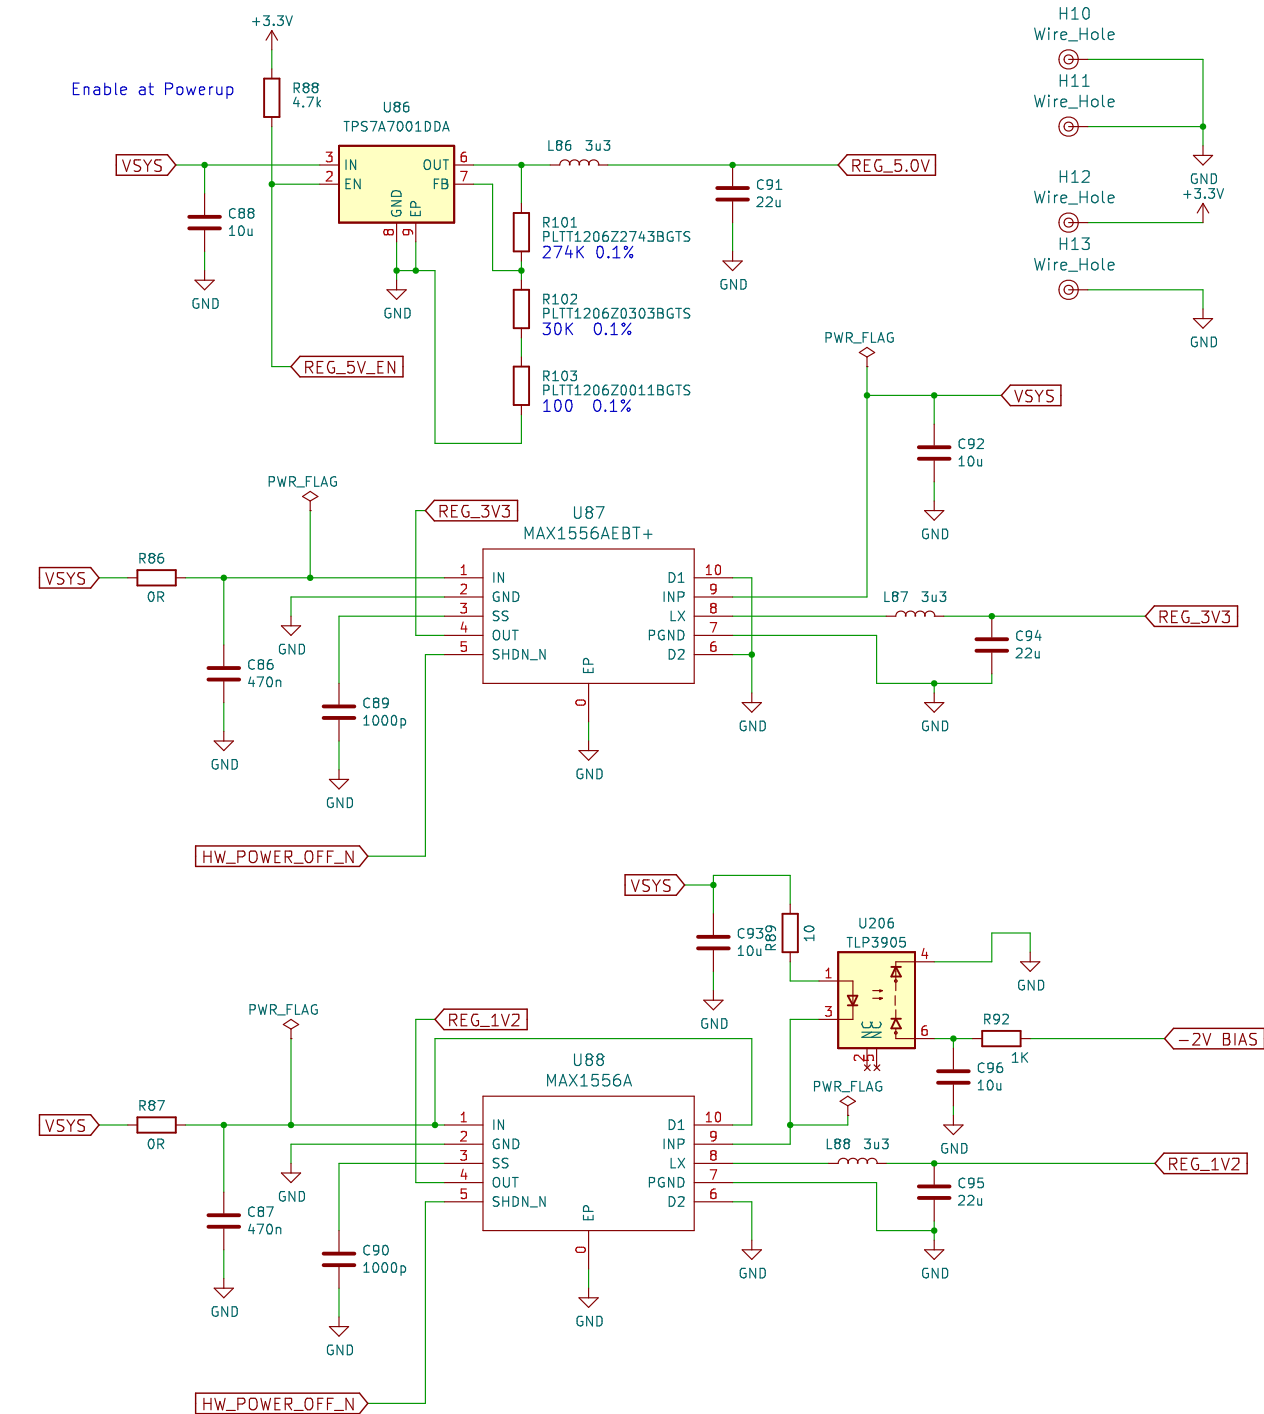 +3.3V
Enable at Powerup
R88
4.7k
U86
TPS7A7001DDA
VSYS
3
IN
2
EN
OUT
6
FB
7
GND
EP
8
9
L86 3u3
REG_5.0V
C88
10u
GND
GND
R101
PLTT1206Z2743BGTS
274K 0.1%
R102
PLTT1206Z0303BGTS
30K 0.1%
R103
PLTT1206Z0011BGTS
100 0.1%
C91
22u
GND
REG_5V_EN
H10
Wire_Hole
H11
Wire_Hole
GND
H12
Wire_Hole
+3.3V
H13
Wire_Hole
GND
PWR_FLAG
VSYS
C92
10u
GND
PWR_FLAG
REG_3V3
U87
MAX1556AEBT+
VSYS
R86
0R
1
IN
2
GND
3
SS
4
OUT
5
SHDN_N
D1
10
INP
9
LX
8
PGND
7
D2
6
EP
0
GND
GND
C86
470n
GND
C89
1000p
GND
L87 3u3
REG_3V3
C94
22u
GND
GND
HW_POWER_OFF_N
VSYS
C93
10u
GND
R89
10
U206
TLP3905
1
3
4
6
3N
2
5
GND
R92
1K
-2V BIAS
C96
10u
GND
PWR_FLAG
PWR_FLAG
REG_1V2
U88
MAX1556A
VSYS
R87
0R
1
IN
2
GND
3
SS
4
OUT
5
SHDN_N
D1
10
INP
9
LX
8
PGND
7
D2
6
EP
0
GND
GND
C87
470n
GND
C90
1000p
GND
L88 3u3
REG_1V2
C95
22u
GND
GND
HW_POWER_OFF_N